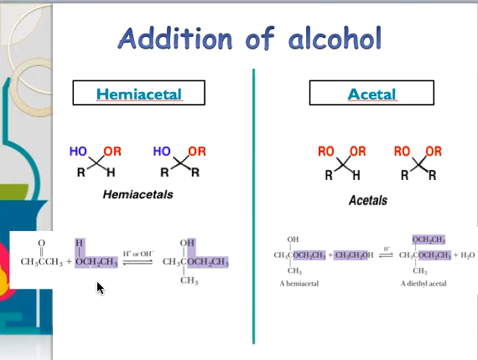 Addition of alcohol
Hemiacetal
HO OR HO OR
R H R R
Hemiacetals
O H OH
CH₃CCH₃ + OCH₂CH₃ H⁺ or OH⁻ ⇌ CH₃COCH₂CH₃
CH₃
Acetal
RO OR RO OR
R H R R
Acetals
OH OCH₂CH₃
CH₃COCH₂CH₃ + CH₃CH₂OH H⁺ ⇌ CH₃COCH₂CH₃ + H₂O
CH₃ CH₃
A hemiacetal A diethyl acetal